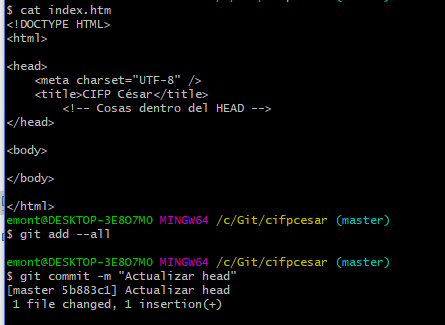 $ cat index.htm
<!DOCTYPE HTML>
<html>

<head>
    <meta charset="UTF-8" />
    <title>CIFP César</title>
        <!-- Cosas dentro del HEAD -->
</head>

<body>

</body>

</html>
emont@DESKTOP-3E8O7MO MINGW64 /c/Git/cifpcesar (master)
$ git add --all

emont@DESKTOP-3E8O7MO MINGW64 /c/Git/cifpcesar (master)
$ git commit -m "Actualizar head"
[master 5b883c1] Actualizar head
 1 file changed, 1 insertion(+)